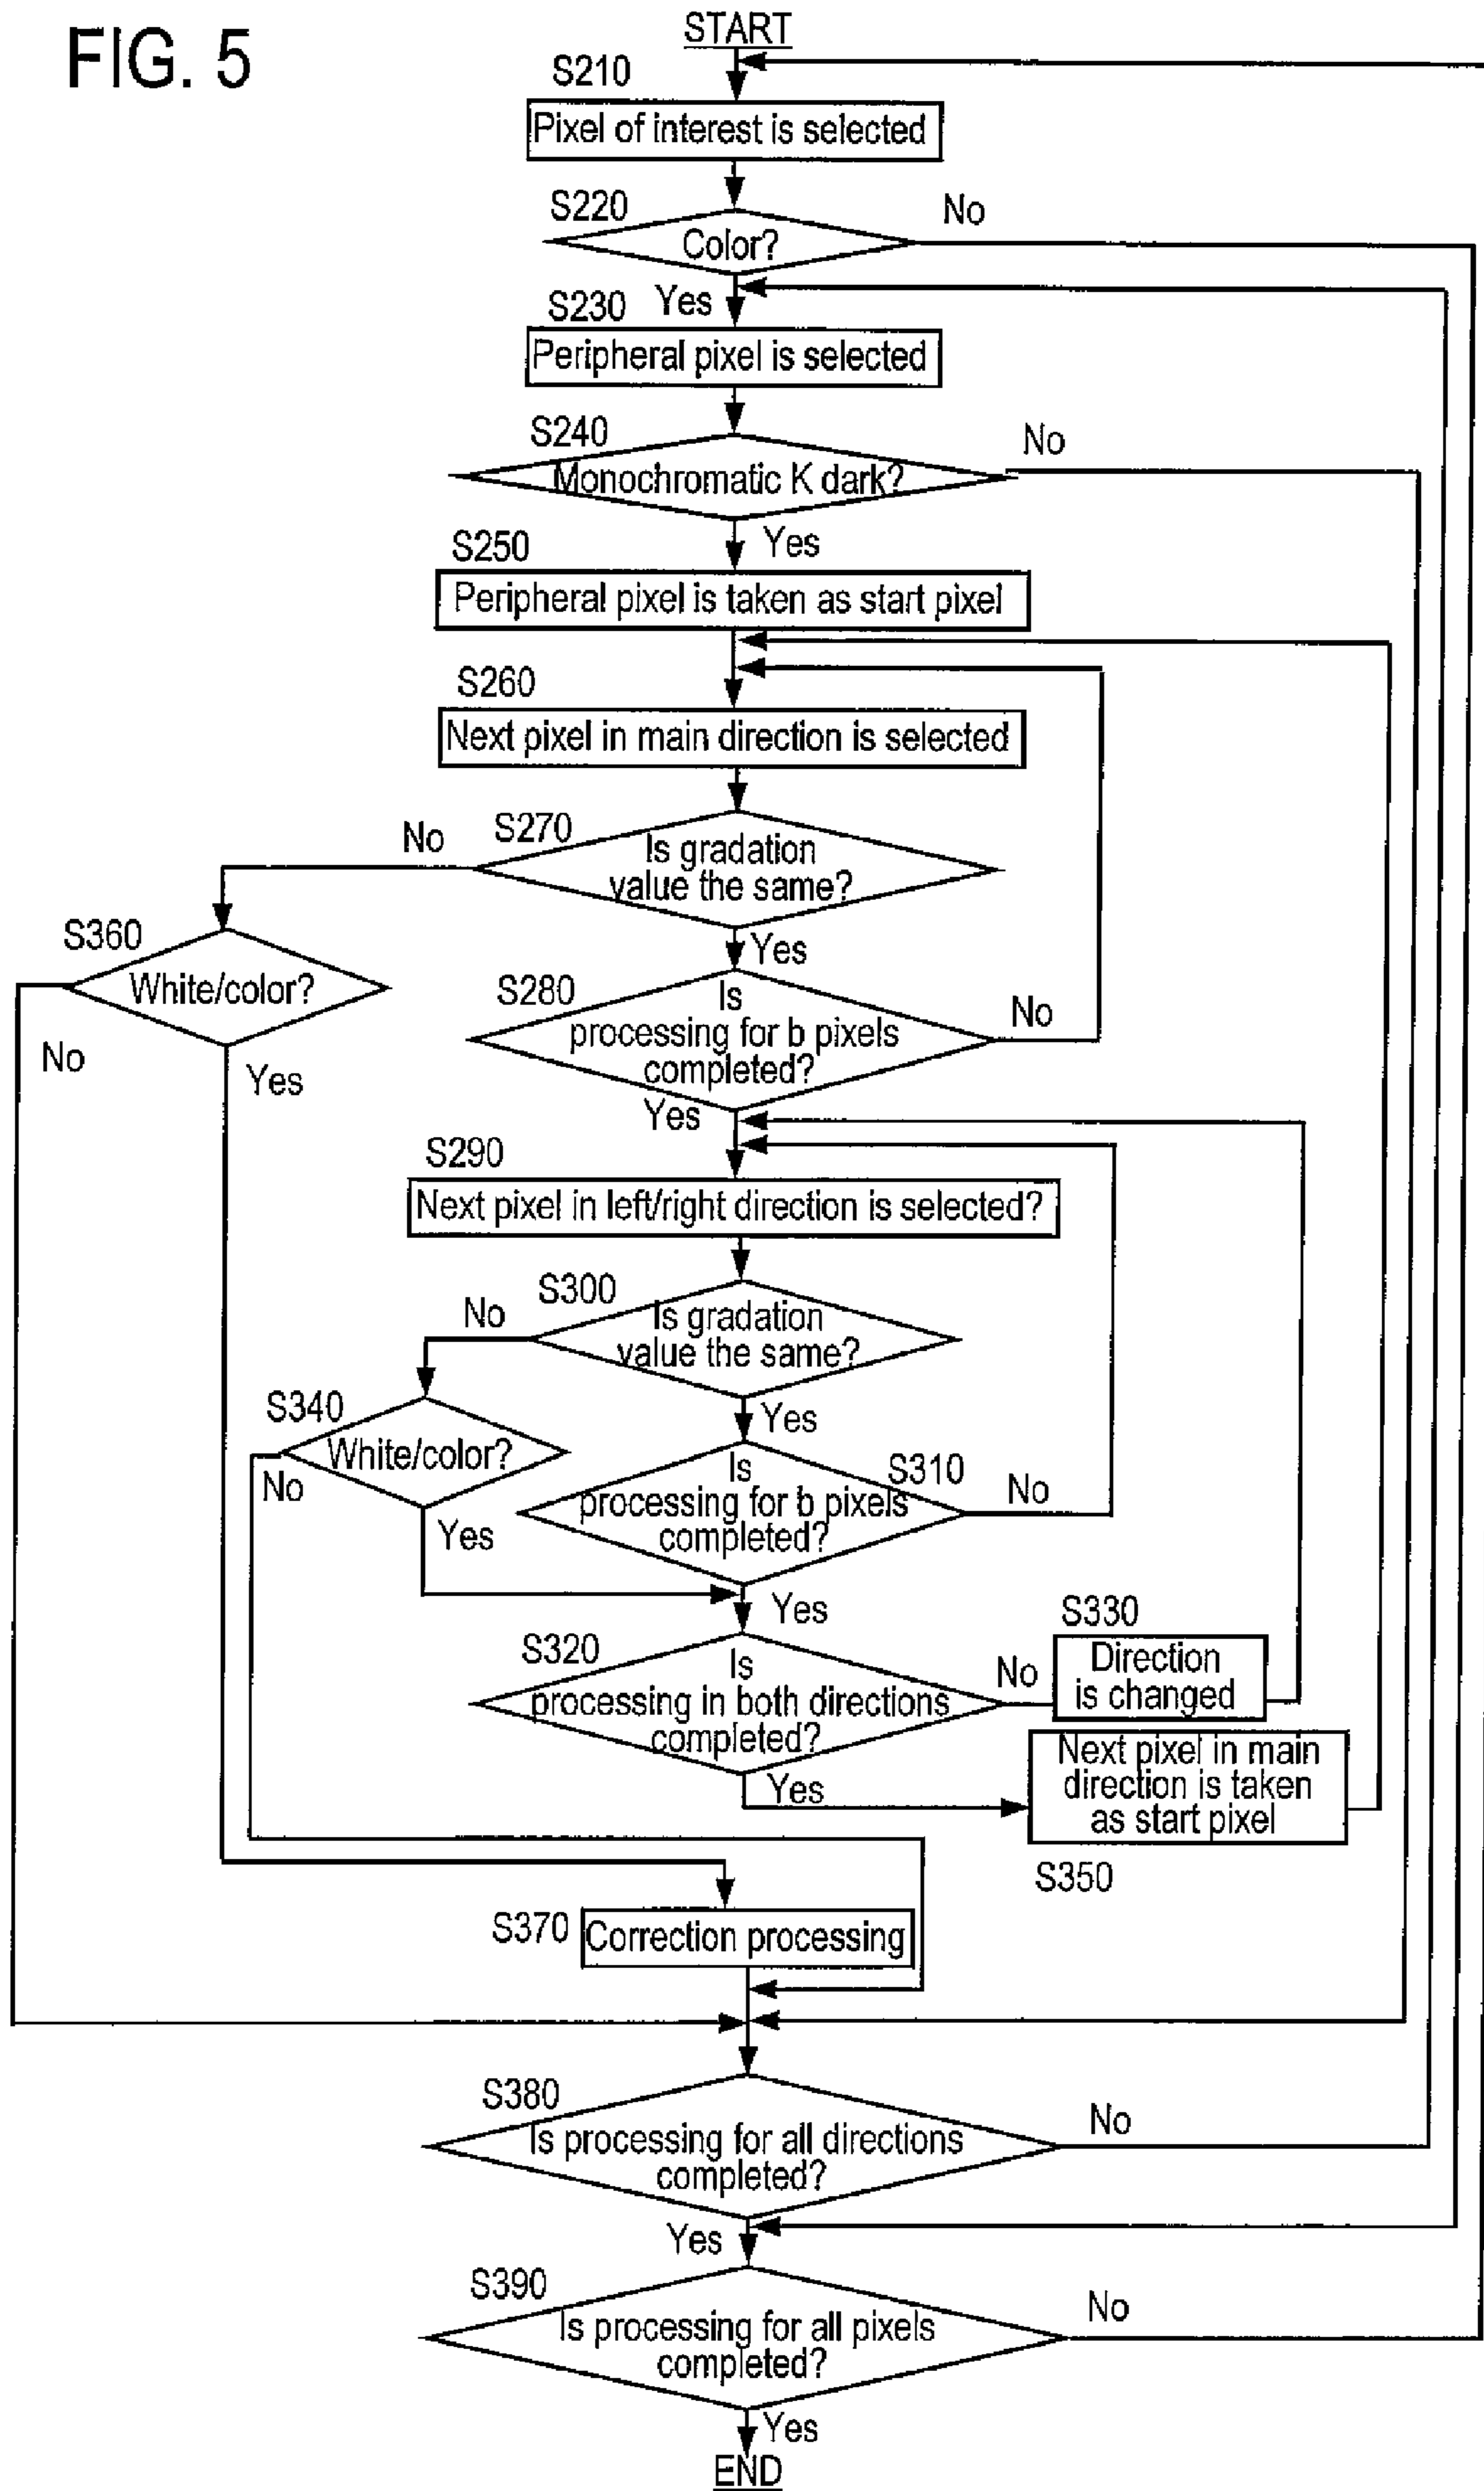 FIG. 5
START
S210
Pixel of interest is selected
S220
Color?
No
Yes
S230
Peripheral pixel is selected
S240
Monochromatic K dark?
No
Yes
S250
Peripheral pixel is taken as start pixel
S260
Next pixel in main direction is selected
S270
Is gradation
value the same?
No
Yes
S360
White/color?
No
Yes
S280
Is
processing for b pixels
completed?
No
Yes
S290
Next pixel in left/right direction is selected?
S300
Is gradation
value the same?
No
Yes
S340
White/color?
No
Yes
S310
Is
processing for b pixels
completed?
No
Yes
S320
Is
processing in both directions
completed?
No
Yes
S330
Direction
is changed
Next pixel in main
direction is taken
as start pixel
S350
S370
Correction processing
S380
Is processing for all directions
completed?
No
Yes
S390
Is processing for all pixels
completed?
No
Yes
END